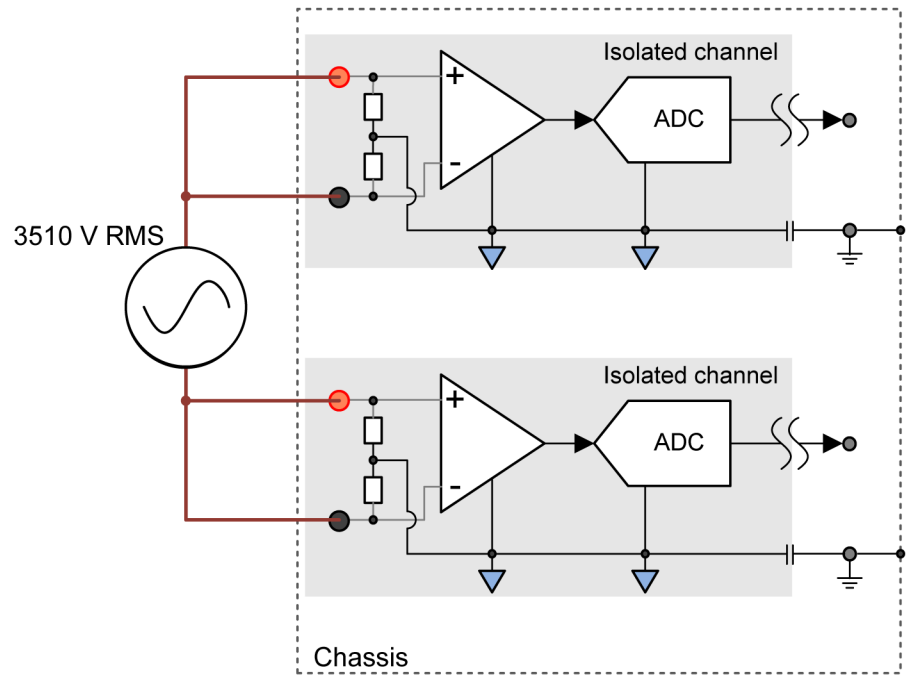 Isolated channel
+
ADC
-
3510 V RMS
Isolated channel
+
ADC
-
Chassis